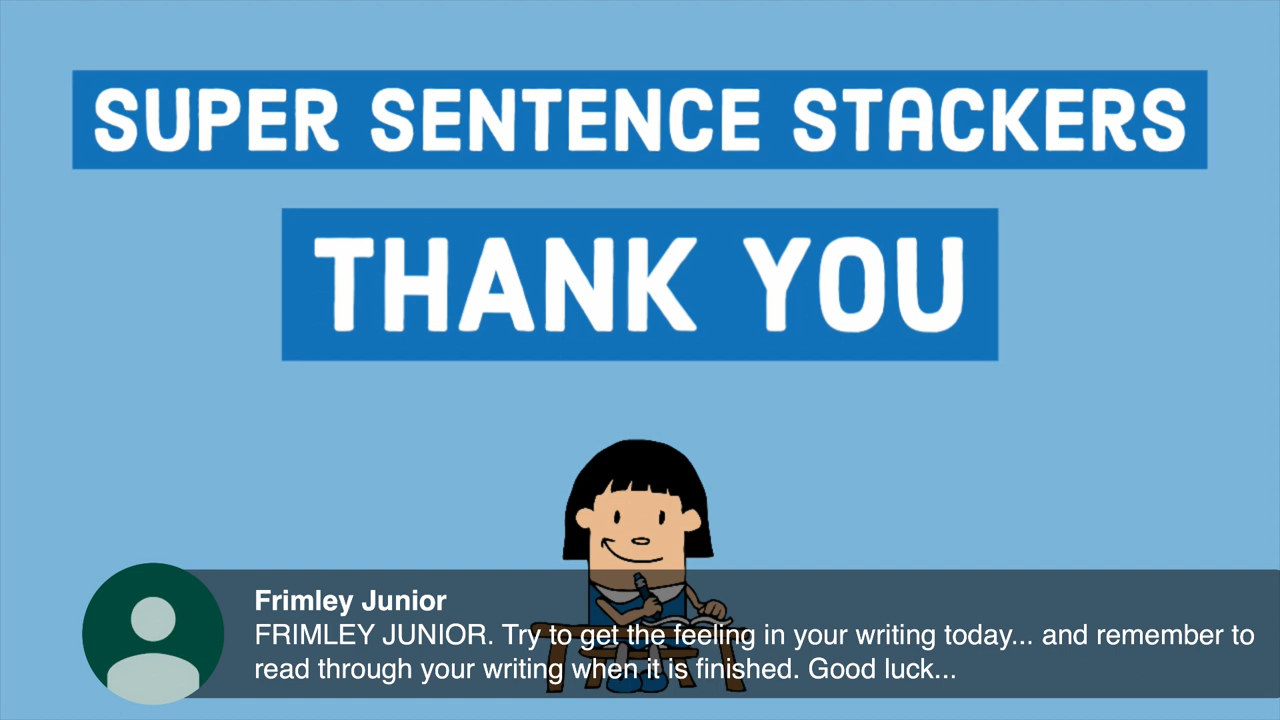 SUPER SENTENCE STACKERS
THANK YOU
Frimley Junior
FRIMLEY JUNIOR. Try to get the feeling in your writing today... and remember to
read through your writing when it is finished. Good luck...